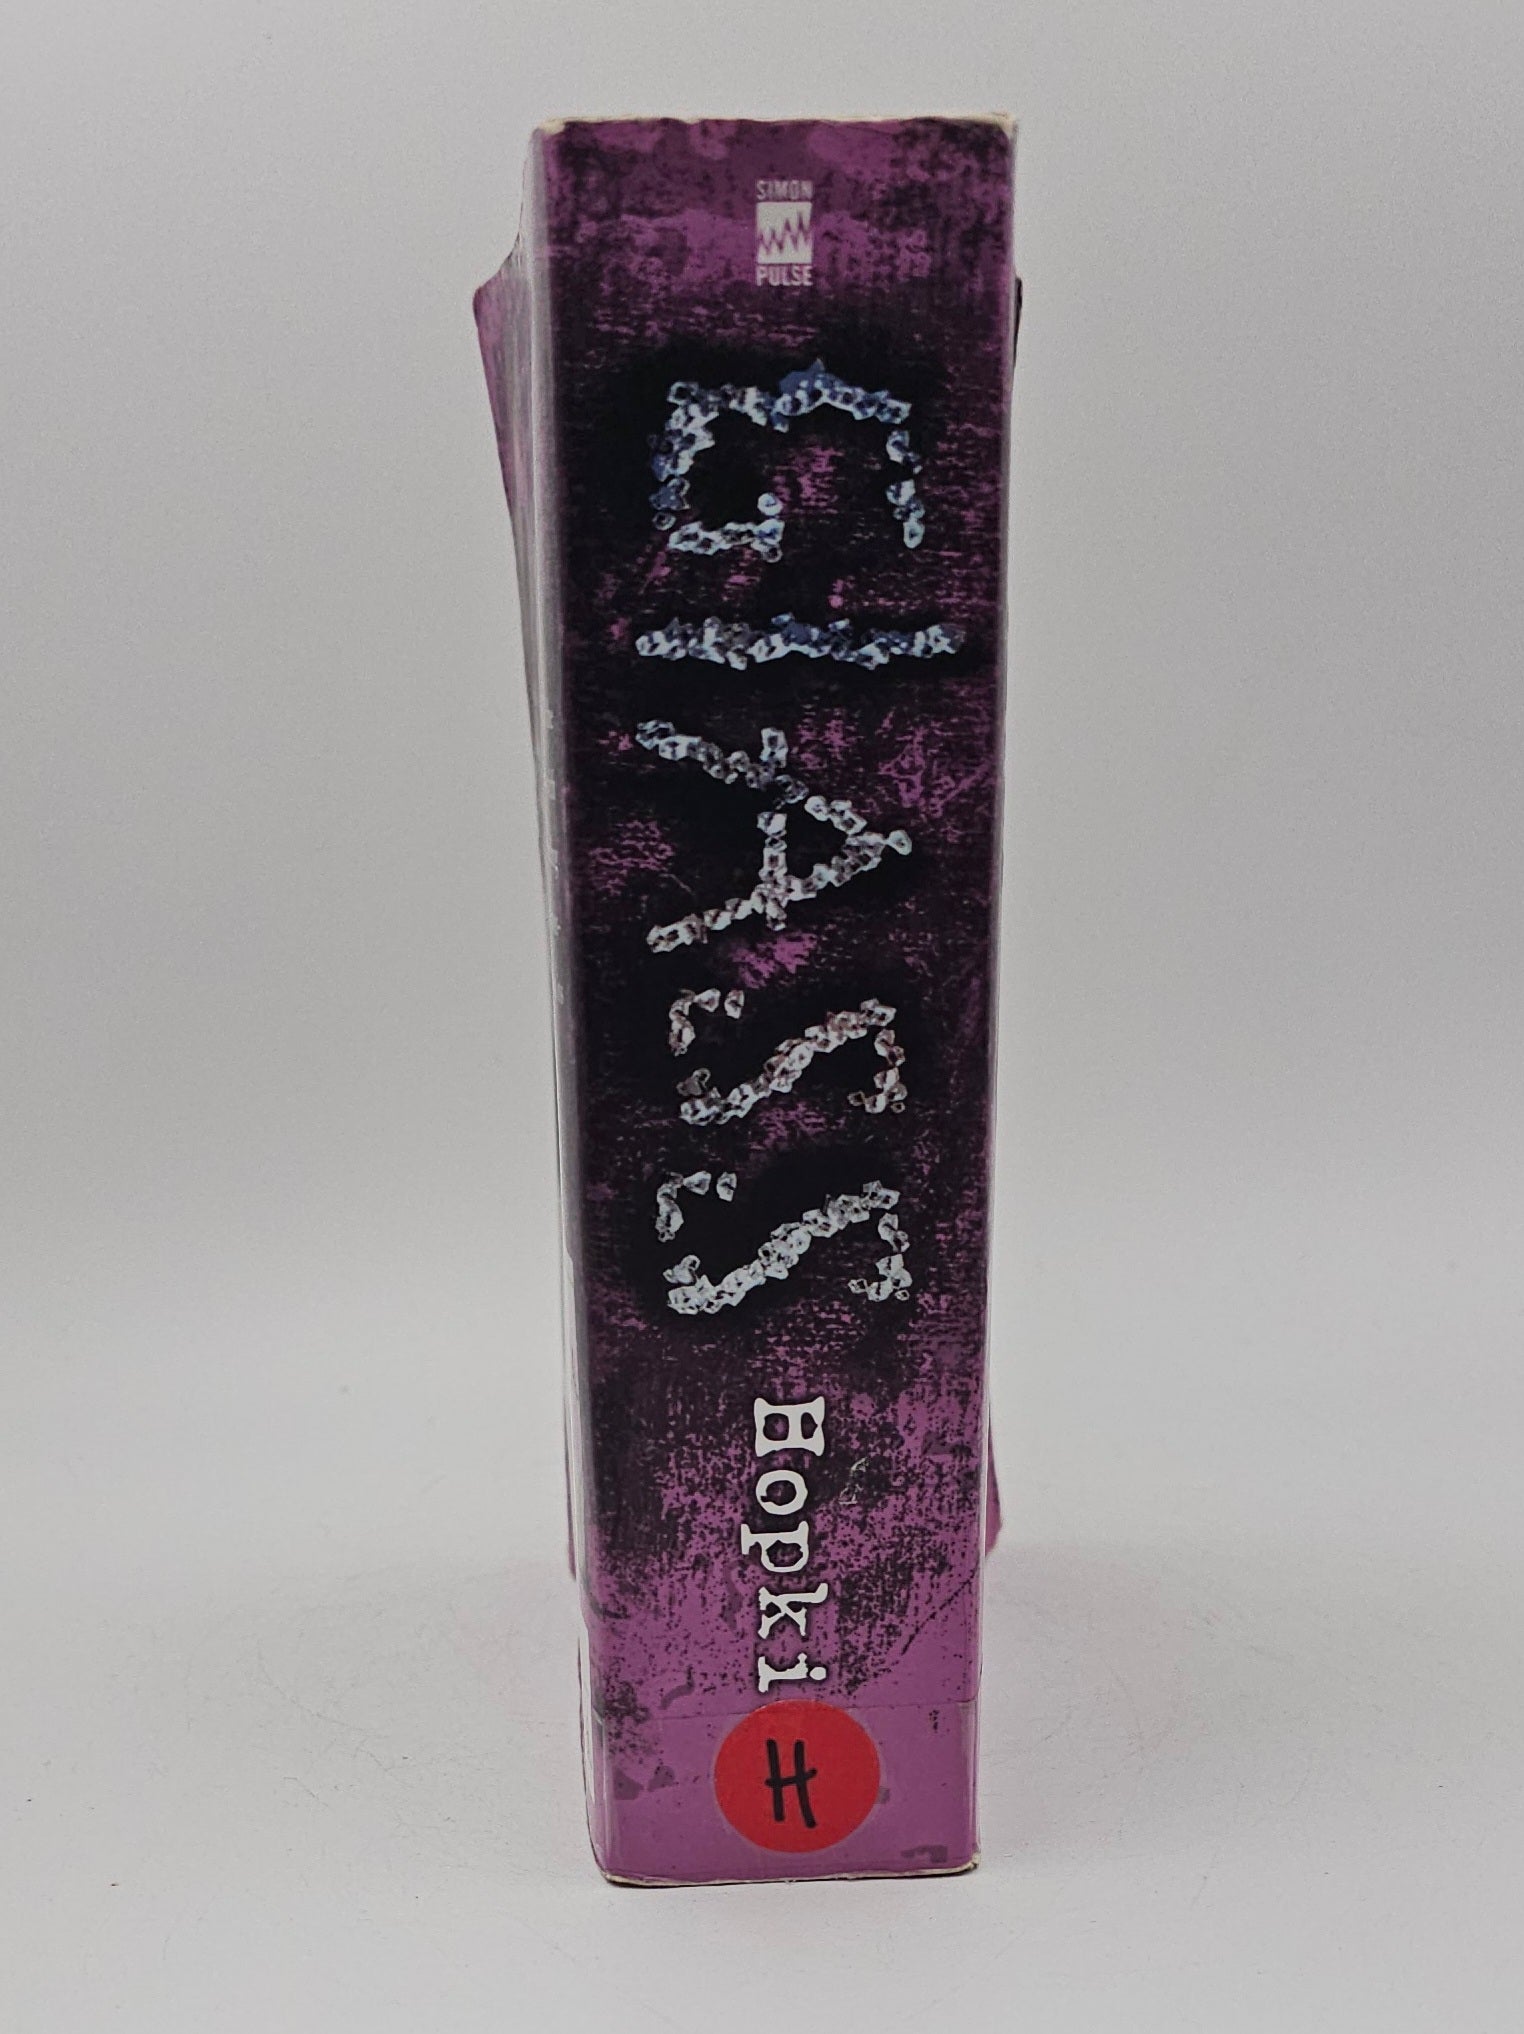 SIMON
PULSE
GlASS
Hopki
H